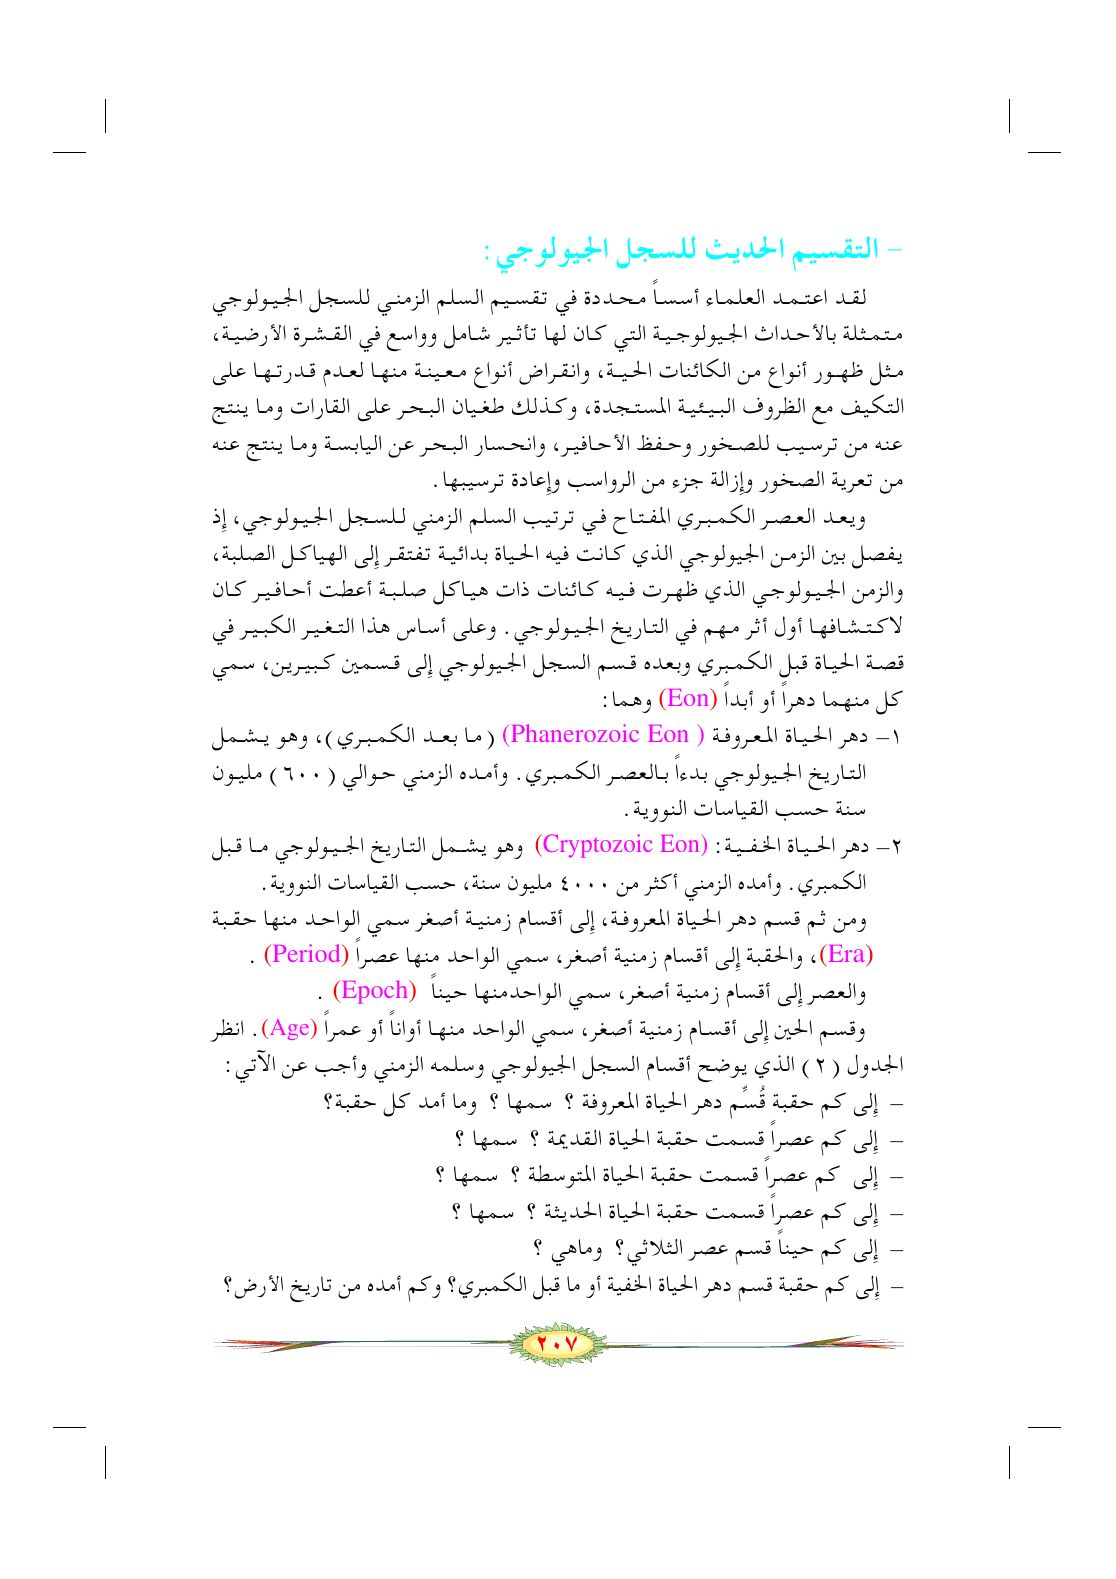 – التقسيم الحديث للسجل الجيولوجي :
لقد اعتمد العلماء أسساً محددة في تقسيم السلم الزمني للسجل الجيولوجي
متمثلة بالأحداث الجيولوجية التي كان لها تأثير شامل وواسع في القشرة الأرضية،
مثل ظهور أنواع من الكائنات الحية، وانقراض أنواع معينة منها لعدم قدرتها على
التكيف مع الظروف البيئية المستجدة، وكذلك طغيان البحر على القارات وما ينتج
عنه من ترسيب للصخور وحفظ الأحافير، وانحسار البحر عن اليابسة وما ينتج عنه
من تعرية الصخور وإزالة جزء من الرواسب وإعادة ترسيبها .
ويعد العصر الكمبري المفتاح في ترتيب السلم الزمني للسجل الجيولوجي، إذ
يفصل بين الزمن الجيولوجي الذي كانت فيه الحياة بدائية تفتقر إلى الهياكل الصلبة،
والزمن الجيولوجي الذي ظهرت فيه كائنات ذات هياكل صلبة أعطت أحافير كان
لاكتشافها أول أثر مهم في التاريخ الجيولوجي . وعلى أساس هذا التغير الكبير في
قصة الحياة قبل الكمبري وبعده قسم السجل الجيولوجي إلى قسمين كبيرين، سمي
كل منهما دهراً أو أبداً (Eon) وهما :
١– دهر الحياة المعروفة (Phanerozoic Eon ) ( ما بعد الكمبري )، وهو يشمل
التاريخ الجيولوجي بدءاً بالعصر الكمبري . وأمده الزمني حوالي ( ٦٠٠ ) مليون
سنة حسب القياسات النووية .
٢– دهر الحياة الخفية : (Cryptozoic Eon) وهو يشمل التاريخ الجيولوجي ما قبل
الكمبري . وأمده الزمني أكثر من ٤٠٠٠ مليون سنة، حسب القياسات النووية .
ومن ثم قسم دهر الحياة المعروفة، إلى أقسام زمنية أصغر سمي الواحد منها حقبة
(Era)، والحقبة إلى أقسام زمنية أصغر، سمي الواحد منها عصراً (Period) .
والعصر إلى أقسام زمنية أصغر، سمي الواحدمنها حيناً (Epoch) .
وقسم الحين إلى أقسام زمنية أصغر، سمي الواحد منها أواناً أو عمراً (Age) . انظر
الجدول ( ٢ ) الذي يوضح أقسام السجل الجيولوجي وسلمه الزمني وأجب عن الآتي :
– إلى كم حقبة قُسِّم دهر الحياة المعروفة ؟ سمها ؟ وما أمد كل حقبة؟
– إلى كم عصراً قسمت حقبة الحياة القديمة ؟ سمها ؟
– إلى كم عصراً قسمت حقبة الحياة المتوسطة ؟ سمها ؟
– إلى كم عصراً قسمت حقبة الحياة الحديثة ؟ سمها ؟
– إلى كم حيناً قسم عصر الثلاثي؟ وماهي ؟
– إلى كم حقبة قسم دهر الحياة الخفية أو ما قبل الكمبري؟ وكم أمده من تاريخ الأرض؟
٢٠٧